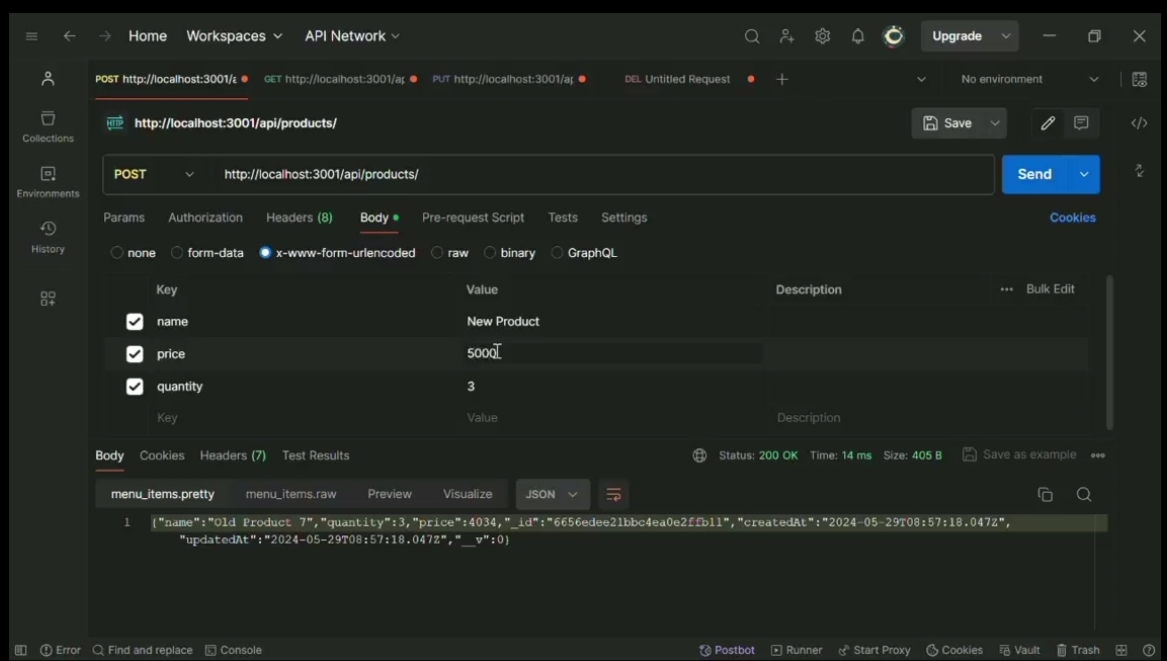 Home Workspaces API Network Upgrade
POST http://localhost:3001/a GET http://localhost:3001/ap PUT http://localhost:3001/ap DEL Untitled Request No environment
HTTP http://localhost:3001/api/products/ Save
POST http://localhost:3001/api/products/ Send
Params Authorization Headers (8) Body Pre-request Script Tests Settings Cookies
none form-data x-www-form-urlencoded raw binary GraphQL
Collections
Environments
History
Key Value Description Bulk Edit
name New Product
price 5000
quantity 3
Key Value Description
Body Cookies Headers (7) Test Results Status: 200 OK Time: 14 ms Size: 405 B Save as example
menu_items.pretty menu_items.raw Preview Visualize JSON
1 {"name":"Old Product 7","quantity":3,"price":4034,"_id":"6656edee21bbc4ea0e2ffb11","createdAt":"2024-05-29T08:57:18.047Z",
"updatedAt":"2024-05-29T08:57:18.047Z","__v":0}
Error Find and replace Console Postbot Runner Start Proxy Cookies Vault Trash